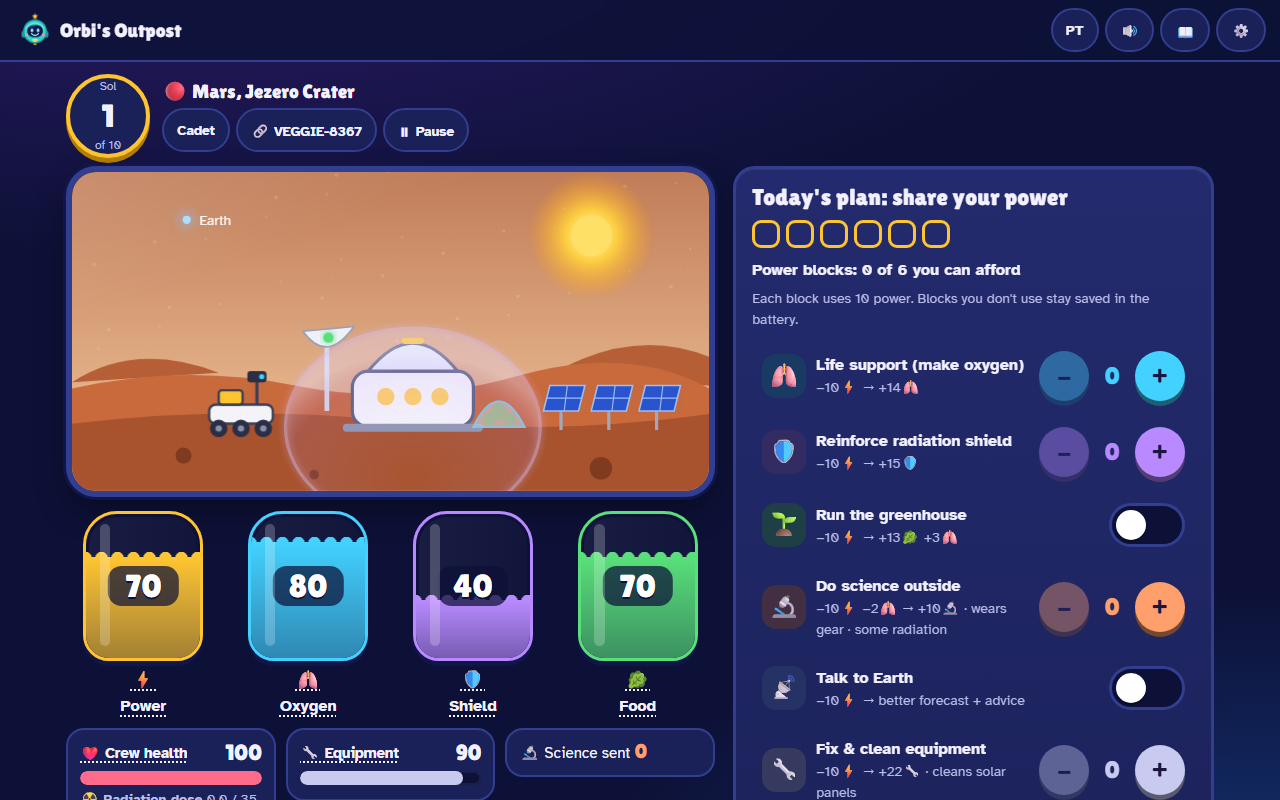 Orbi's Outpost
PT
Sol
1
of 10
Mars, Jezero Crater
Cadet
VEGGIE-8367
Pause
Earth
70
80
40
70
Power
Oxygen
Shield
Food
Crew health 100
Equipment 90
Science sent 0
Radiation dose 0.0 / 35
Today's plan: share your power
Power blocks: 0 of 6 you can afford
Each block uses 10 power. Blocks you don't use stay saved in the
battery.
Life support (make oxygen)
−10 ⚡ → +14 🫁
– 0 +
Reinforce radiation shield
−10 ⚡ → +15 🛡️
– 0 +
Run the greenhouse
−10 ⚡ → +13 🥬 +3 🫁
Do science outside
−10 ⚡ −2 🫁 → +10 🔬 · wears
gear · some radiation
– 0 +
Talk to Earth
−10 ⚡ → better forecast + advice
Fix & clean equipment
−10 ⚡ → +22 🔧 · cleans solar
panels
– 0 +